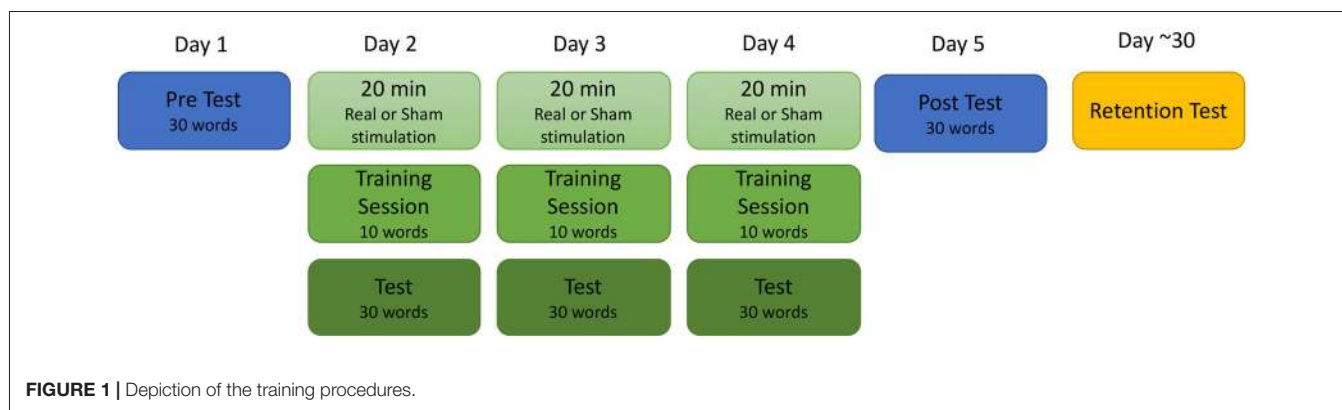 Day 1
Day 2
Day 3
Day 4
Day 5
Day ~30
Pre Test
30 words
20 min
Real or Sham
stimulation
20 min
Real or Sham
stimulation
20 min
Real or Sham
stimulation
Post Test
30 words
Retention Test
Training
Session
10 words
Training
Session
10 words
Training
Session
10 words
Test
30 words
Test
30 words
Test
30 words
FIGURE 1 | Depiction of the training procedures.